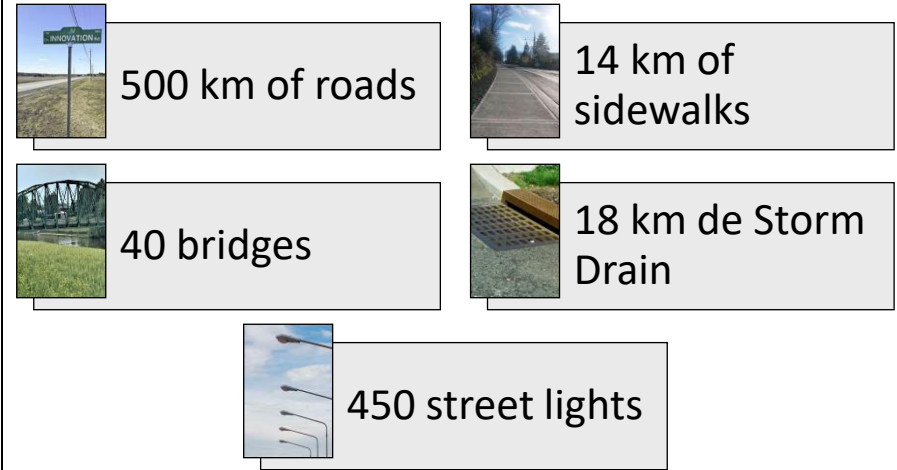 INNOVATION
500 km of roads
14 km of
sidewalks
40 bridges
18 km de Storm
Drain
450 street lights